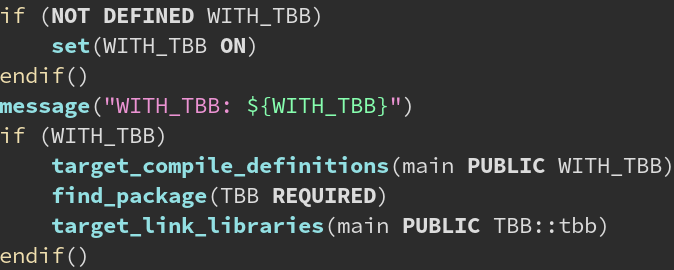 if (NOT DEFINED WITH_TBB)
    set(WITH_TBB ON)
endif()
message("WITH_TBB: ${WITH_TBB}")
if (WITH_TBB)
    target_compile_definitions(main PUBLIC WITH_TBB)
    find_package(TBB REQUIRED)
    target_link_libraries(main PUBLIC TBB::tbb)
endif()